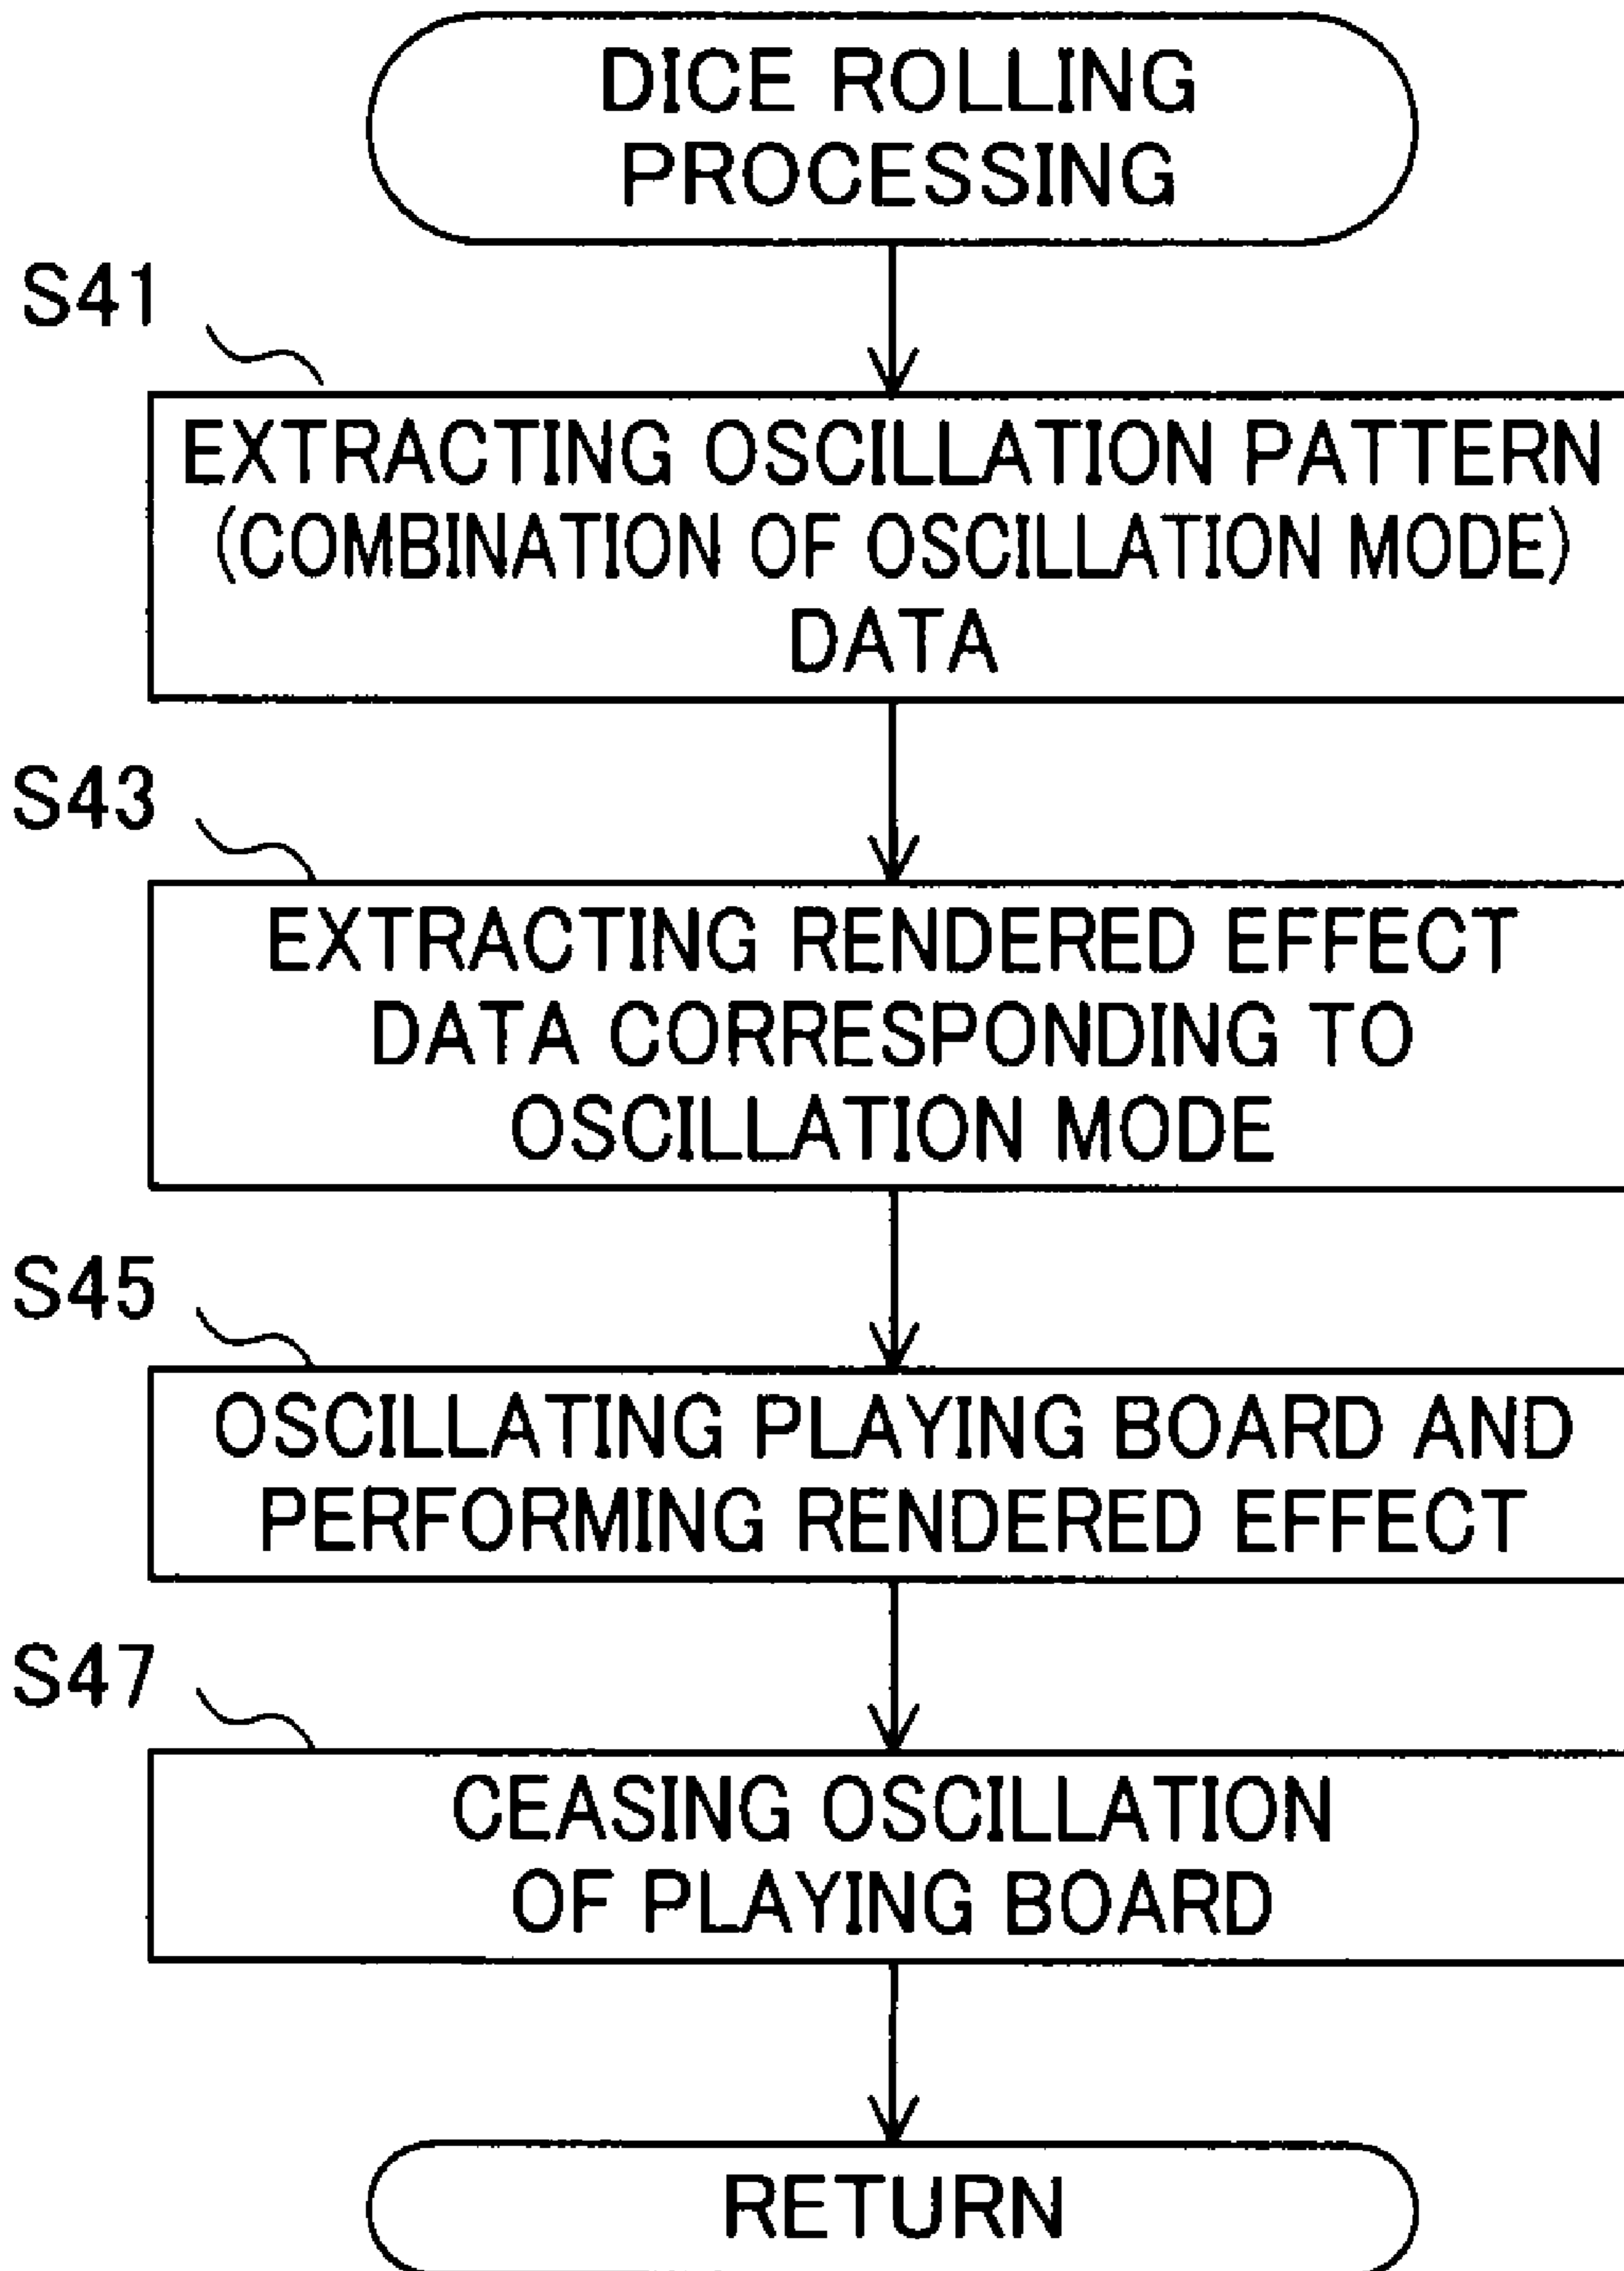 DICE ROLLING
PROCESSING
S41
EXTRACTING OSCILLATION PATTERN
(COMBINATION OF OSCILLATION MODE)
DATA
S43
EXTRACTING RENDERED EFFECT
DATA CORRESPONDING TO
OSCILLATION MODE
S45
OSCILLATING PLAYING BOARD AND
PERFORMING RENDERED EFFECT
S47
CEASING OSCILLATION
OF PLAYING BOARD
RETURN